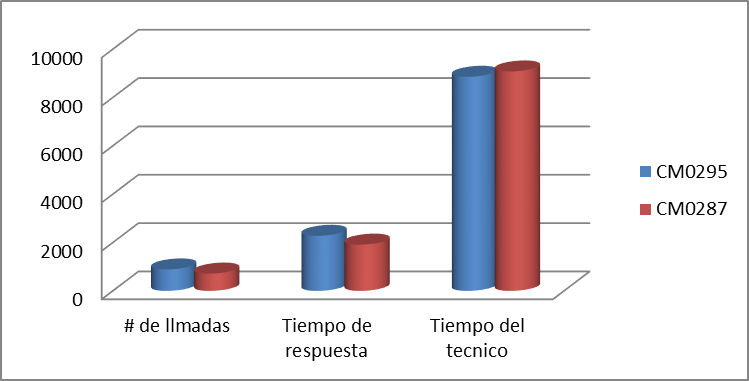 10000
8000
6000
4000
2000
0
# de llmadas
Tiempo de
respuesta
Tiempo del
tecnico
CM0295
CM0287